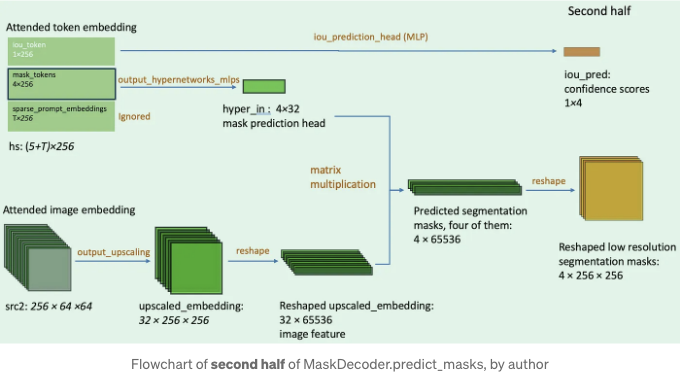 Second half
Attended token embedding
iou_token
1×256
iou_prediction_head (MLP)
mask_tokens
4×256
output_hypernetworks_mlps
sparse_prompt_embeddings
T×256
Ignored
hs: (5+T)×256
hyper_in : 4×32
mask prediction head
iou_pred:
confidence scores
1×4
matrix
multiplication
reshape
Predicted segmentation
masks, four of them:
4 × 65536
Reshaped low resolution
segmentation masks:
4 × 256 × 256
Attended image embedding
output_upscaling
reshape
src2: 256 × 64 ×64
upscaled_embedding:
32 × 256 × 256
Reshaped upscaled_embedding:
32 × 65536
image feature
Flowchart of second half of MaskDecoder.predict_masks, by author